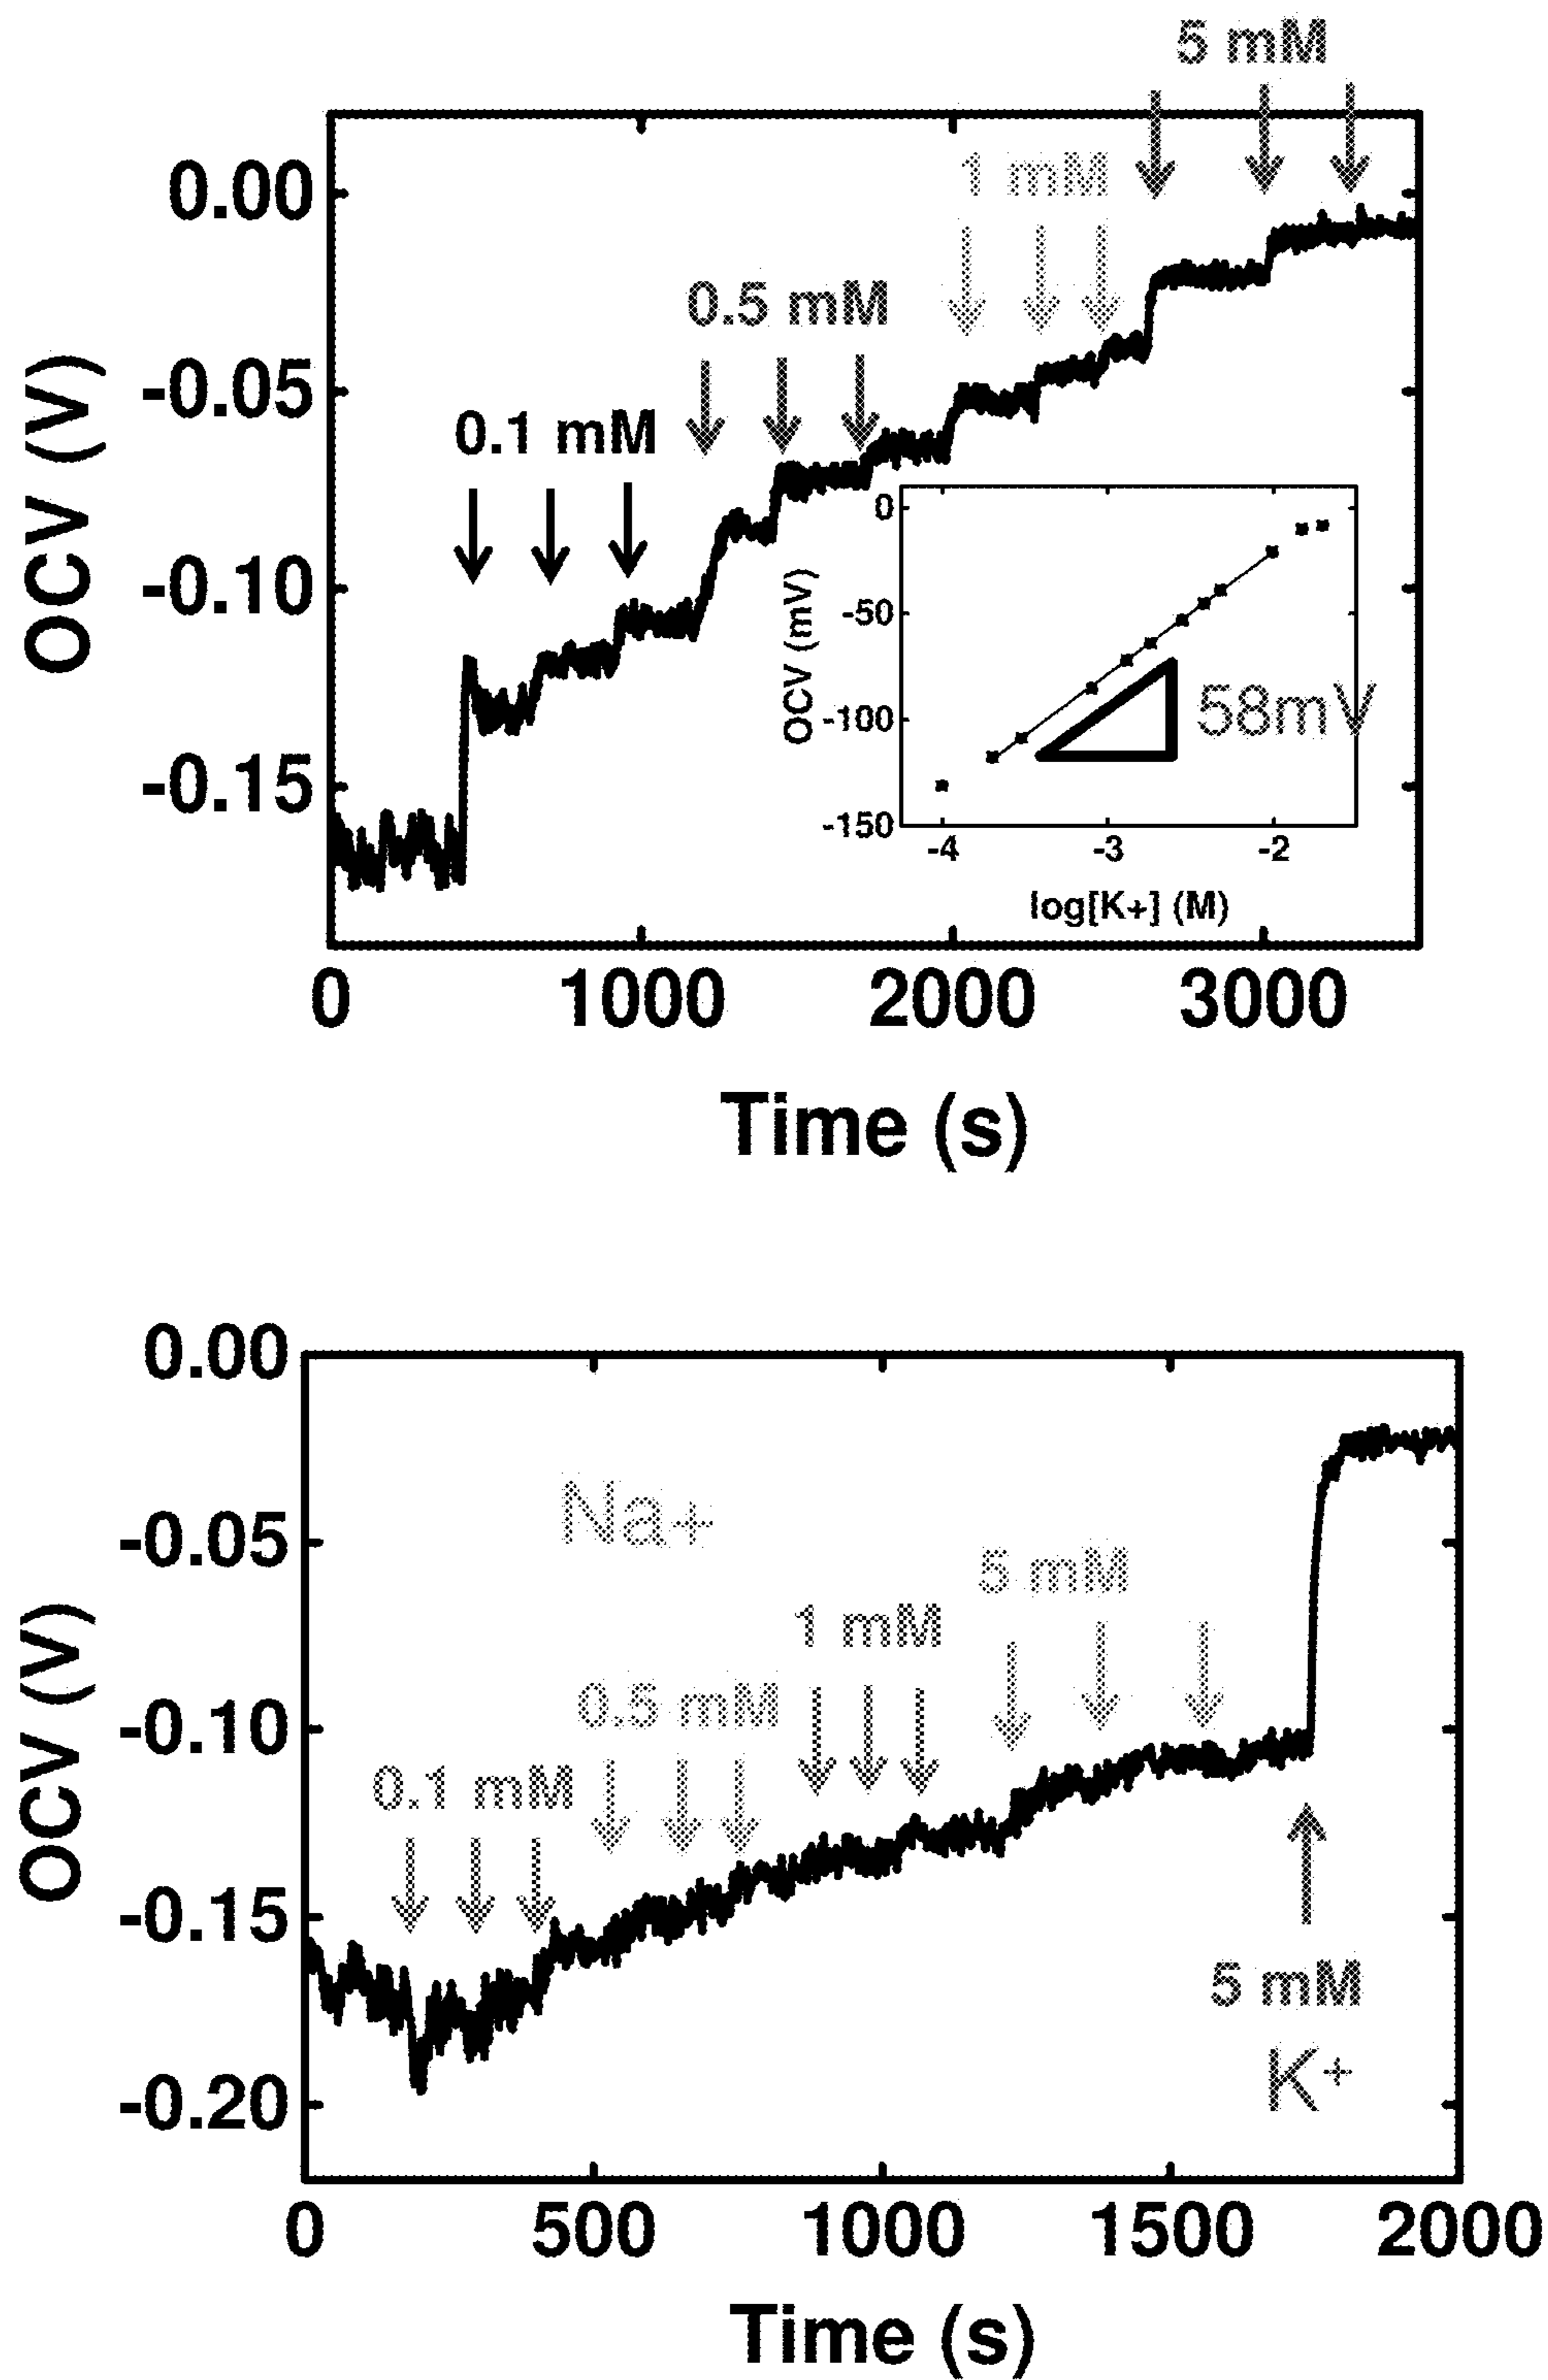 5 mM
0.00
1 mM
0.5 mM
-0.05
OCV (V)
0.1 mM
-0.10
-0.15
0
-50
-100
-150
OCV (mV)
58mV
-4
-3
-2
log[K+] (M)
0
1000
2000
3000
Time (s)
0.00
Na+
-0.05
5 mM
1 mM
0.5 mM
-0.10
0.1 mM
OCV (V)
-0.15
5 mM
K+
-0.20
0
500
1000
1500
2000
Time (s)